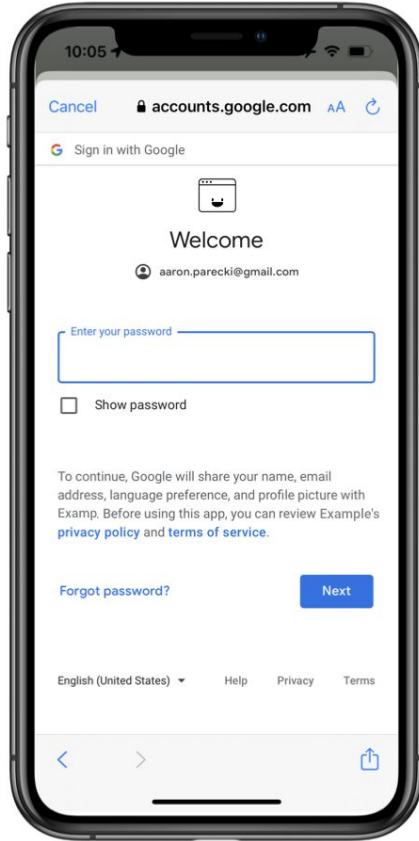 10:05
Cancel accounts.google.com AA
G Sign in with Google
Welcome
aaron.parecki@gmail.com
Enter your password
Show password
To continue, Google will share your name, email
address, language preference, and profile picture with
Examp. Before using this app, you can review Example's
privacy policy and terms of service.
Forgot password? Next
English (United States) Help Privacy Terms